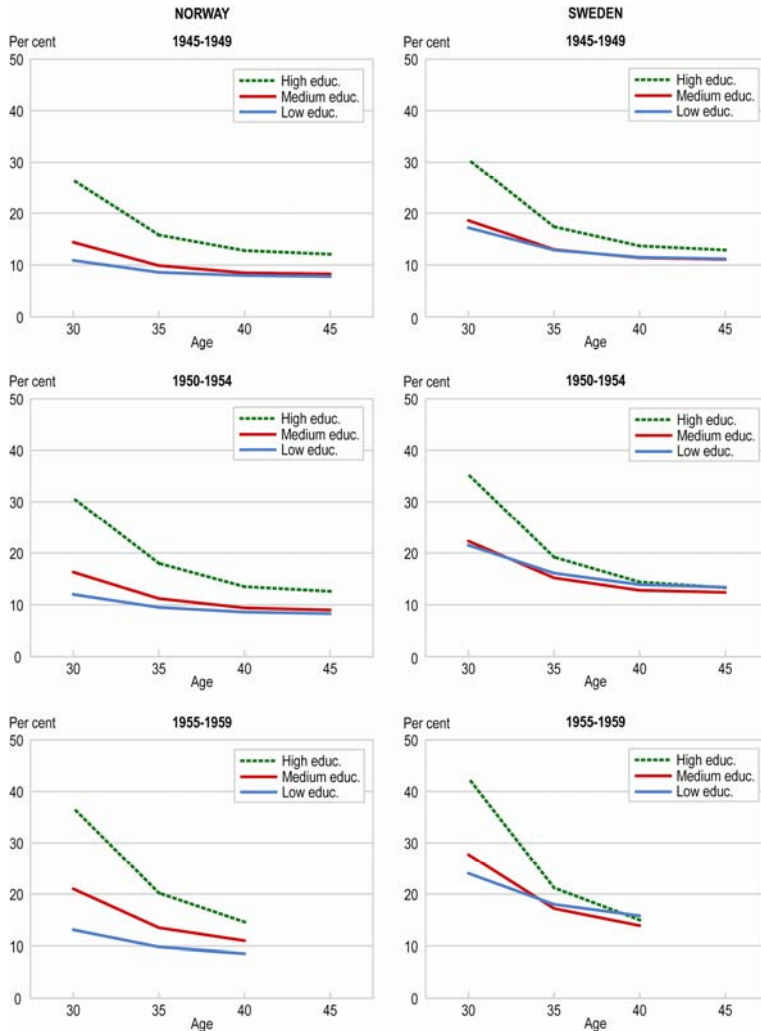 NORWAY
SWEDEN
Per cent
1945-1949
50
40
30
20
10
0
High educ.
Medium educ.
Low educ.
30
35
40
45
Age
Per cent
1945-1949
50
40
30
20
10
0
High educ.
Medium educ.
Low educ.
30
35
40
45
Age
Per cent
1950-1954
50
40
30
20
10
0
High educ.
Medium educ.
Low educ.
30
35
40
45
Age
Per cent
1950-1954
50
40
30
20
10
0
High educ.
Medium educ.
Low educ.
30
35
40
45
Age
Per cent
1955-1959
50
40
30
20
10
0
High educ.
Medium educ.
Low educ.
30
35
40
45
Age
Per cent
1955-1959
50
40
30
20
10
0
High educ.
Medium educ.
Low educ.
30
35
40
45
Age